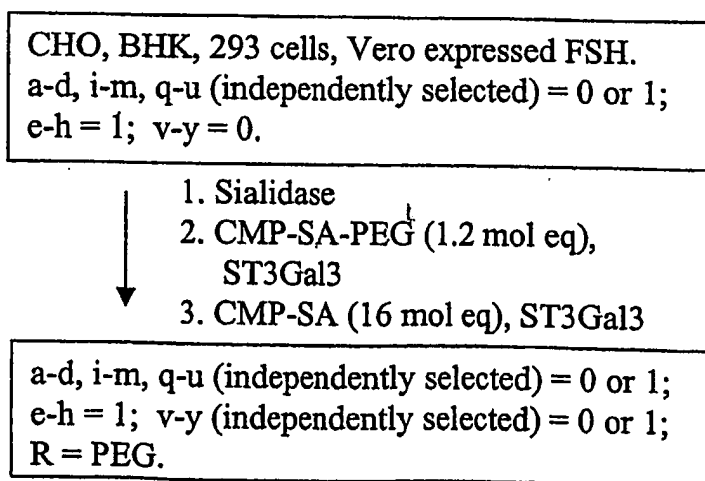 CHO, BHK, 293 cells, Vero expressed FSH.
a-d, i-m, q-u (independently selected) = 0 or 1;
e-h = 1; v-y = 0.
1. Sialidase
2. CMP-SA-PEG (1.2 mol eq),
ST3Gal3
3. CMP-SA (16 mol eq), ST3Gal3
a-d, i-m, q-u (independently selected) = 0 or 1;
e-h = 1; v-y (independently selected) = 0 or 1;
R = PEG.